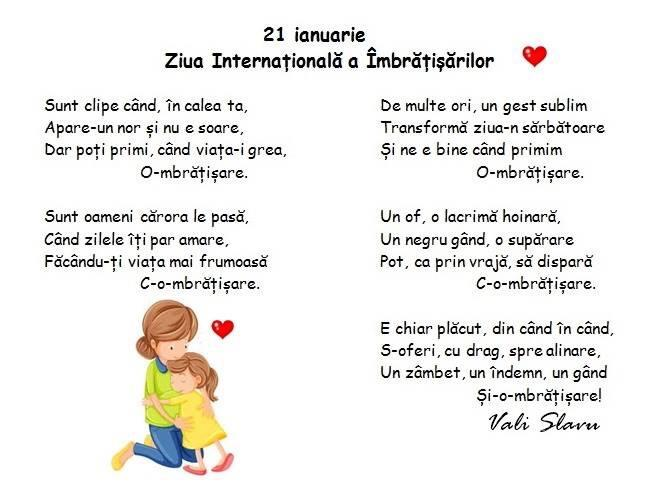 21 ianuarie
Ziua Internațională a Îmbrățișărilor
Sunt clipe când, în calea ta,
Apare-un nor și nu e soare,
Dar poți primi, când viața-i grea,
O-mbrățișare.
Sunt oameni cărora le pasă,
Când zilele îți par amare,
Făcându-ți viața mai frumoasă
C-o-mbrățișare.
De multe ori, un gest sublim
Transformă ziua-n sărbătoare
Și ne e bine când primim
O-mbrățișare.
Un of, o lacrimă hoinară,
Un negru gând, o supărare
Pot, ca prin vrajă, să dispară
C-o-mbrățișare.
E chiar plăcut, din când în când,
S-oferi, cu drag, spre alinare,
Un zâmbet, un îndemn, un gând
Și-o-mbrățișare!
Vali Slavu